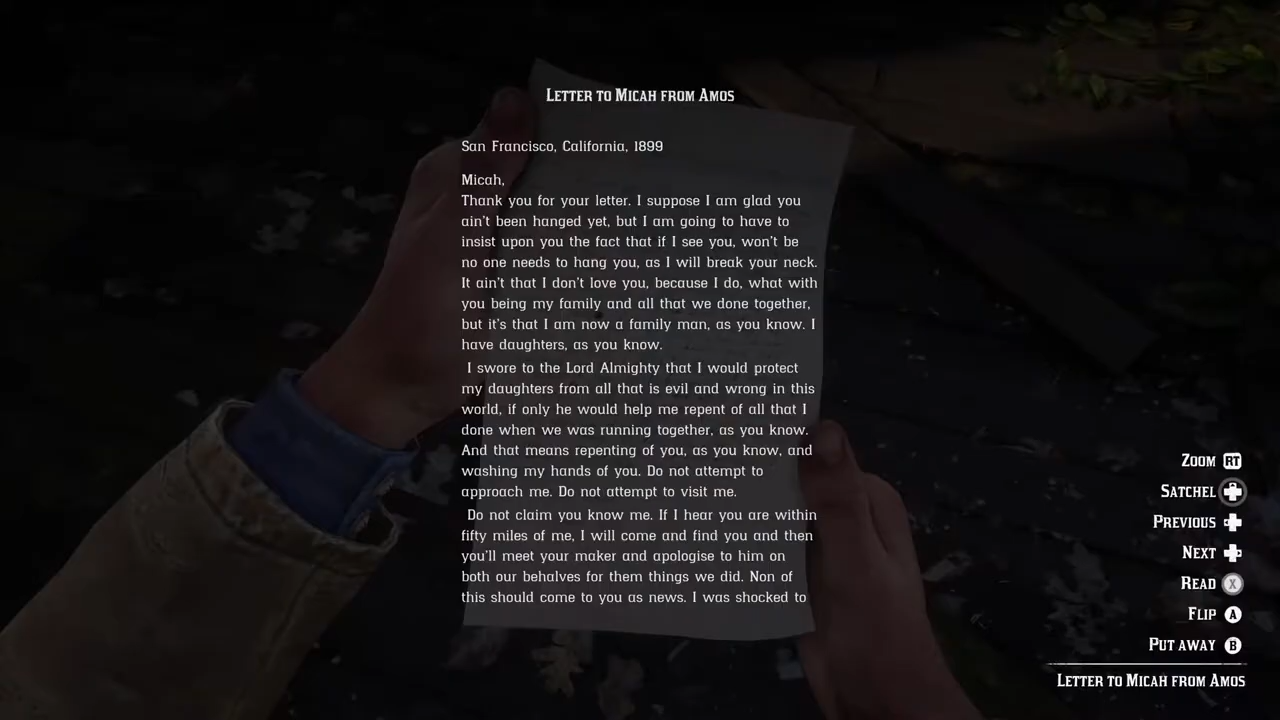 Letter to Micah from Amos
San Francisco, California, 1899
Micah,
Thank you for your letter. I suppose I am glad you
ain't been hanged yet, but I am going to have to
insist upon you the fact that if I see you, won't be
no one needs to hang you, as I will break your neck.
It ain't that I don't love you, because I do, what with
you being my family and all that we done together,
but it's that I am now a family man, as you know. I
have daughters, as you know.
I swore to the Lord Almighty that I would protect
my daughters from all that is evil and wrong in this
world, if only he would help me repent of all that I
done when we was running together, as you know.
And that means repenting of you, as you know, and
washing my hands of you. Do not attempt to
approach me. Do not attempt to visit me.
Do not claim you know me. If I hear you are within
fifty miles of me, I will come and find you and then
you'll meet your maker and apologise to him on
both our behalves for them things we did. Non of
this should come to you as news. I was shocked to
Zoom RT
Satchel
Previous
Next
Read X
Flip A
Put away B
Letter to Micah from Amos